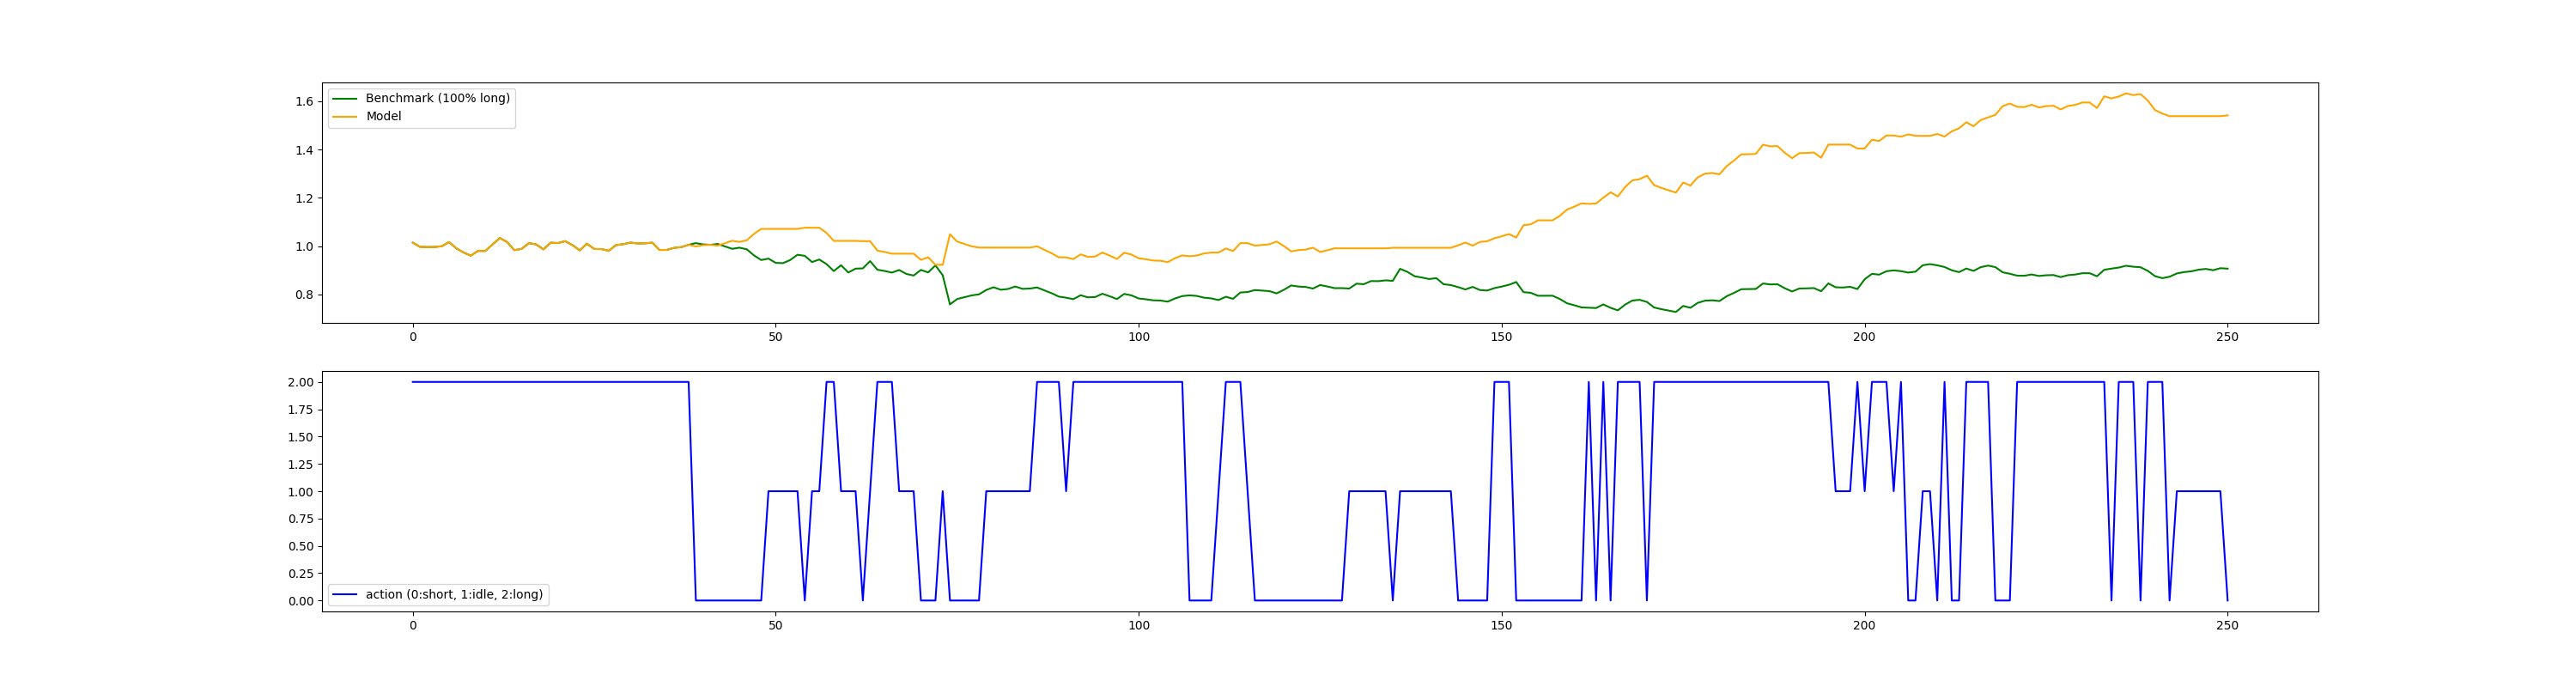 Benchmark (100% long)
Model
1.6
1.4
1.2
1.0
0.8
0 50 100 150 200 250
2.00
1.75
1.50
1.25
1.00
0.75
0.50
0.25
0.00
action (0:short, 1:idle, 2:long)
0 50 100 150 200 250